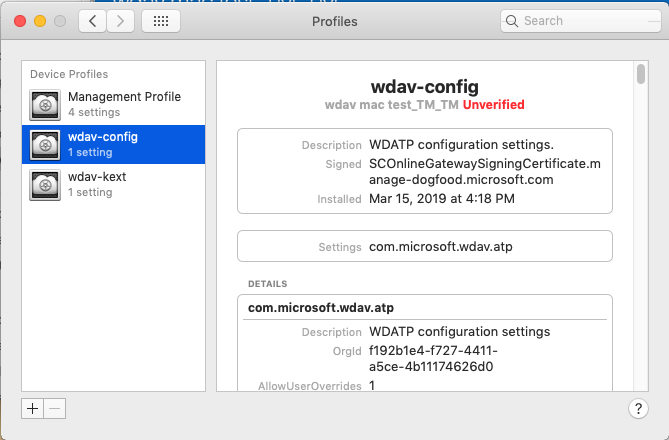 Profiles
Search
Device Profiles
Management Profile
4 settings
wdav-config
1 setting
wdav-kext
1 setting
wdav-config
wdav mac test_TM_TM Unverified
Description WDATP configuration settings.
Signed SCOnlineGatewaySigningCertificate.m
anage-dogfood.microsoft.com
Installed Mar 15, 2019 at 4:18 PM
Settings com.microsoft.wdav.atp
DETAILS
com.microsoft.wdav.atp
Description WDATP configuration settings
OrgId f192b1e4-f727-4411-
a5ce-4b11174626d0
AllowUserOverrides 1
+ −
?